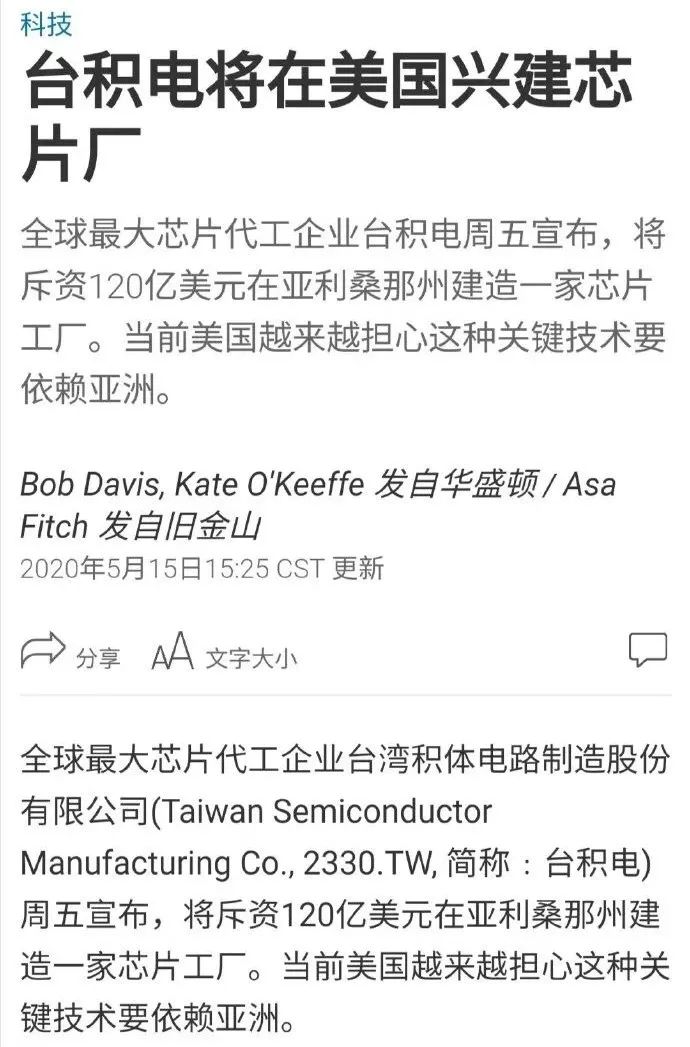 科技
台积电将在美国兴建芯
片厂
全球最大芯片代工企业台积电周五宣布，将
斥资120亿美元在亚利桑那州建造一家芯片
工厂。当前美国越来越担心这种关键技术要
依赖亚洲。
Bob Davis, Kate O'Keeffe 发自华盛顿 / Asa
Fitch 发自旧金山
2020年5月15日15:25 CST 更新
分享 AA 文字大小
全球最大芯片代工企业台湾积体电路制造股份
有限公司(Taiwan Semiconductor
Manufacturing Co., 2330.TW, 简称：台积电)
周五宣布，将斥资120亿美元在亚利桑那州建
造一家芯片工厂。当前美国越来越担心这种关
键技术要依赖亚洲。